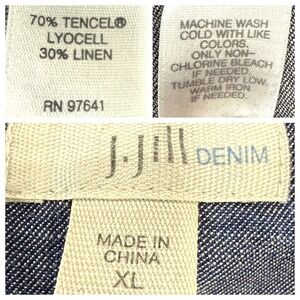 70% TENCEL®
LYOCELL
30% LINEN
RN 97641
MACHINE WASH
COLD WITH LIKE
COLORS.
ONLY NON-
CHLORINE BLEACH
IF NEEDED.
TUMBLE DRY LOW.
WARM IRON
IF NEEDED.
J.Jill DENIM
MADE IN
CHINA
XL